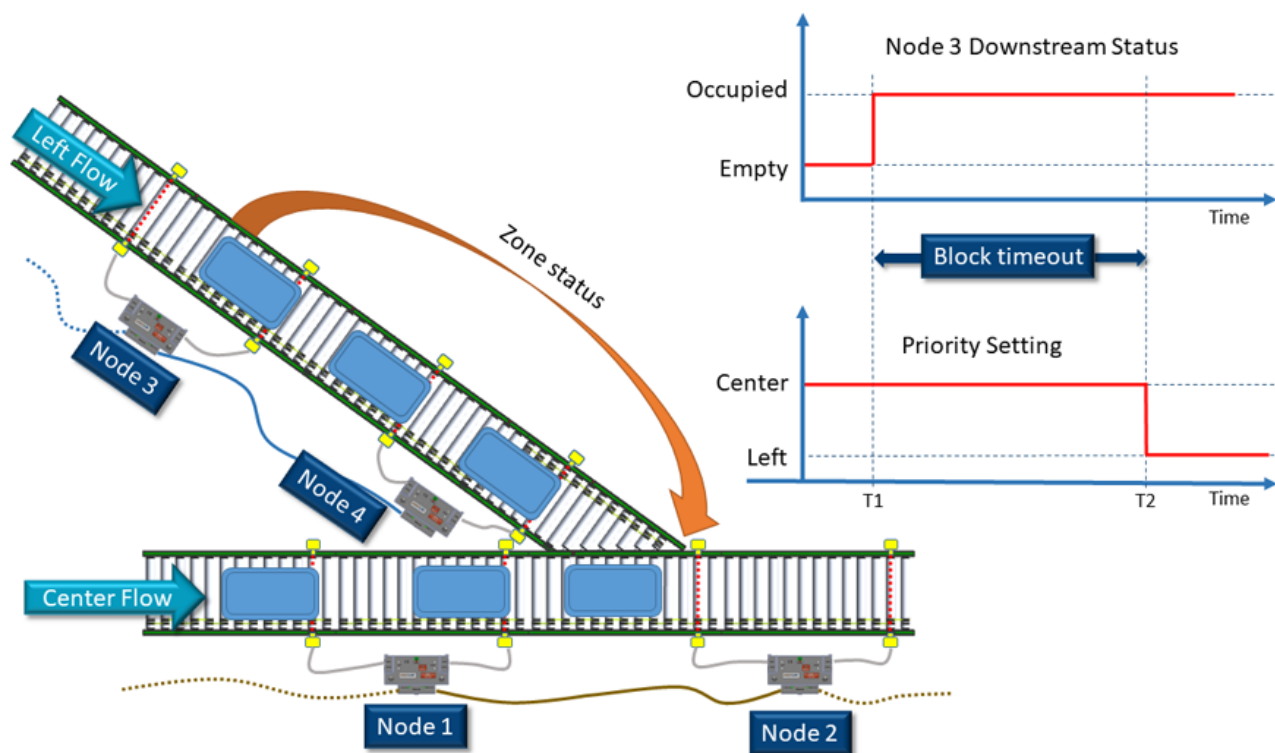 Node 3 Downstream Status
Occupied
Empty
Time
Block timeout
Priority Setting
Center
Left
T1
T2
Time
Left Flow
Zone status
Node 3
Node 4
Center Flow
Node 1
Node 2